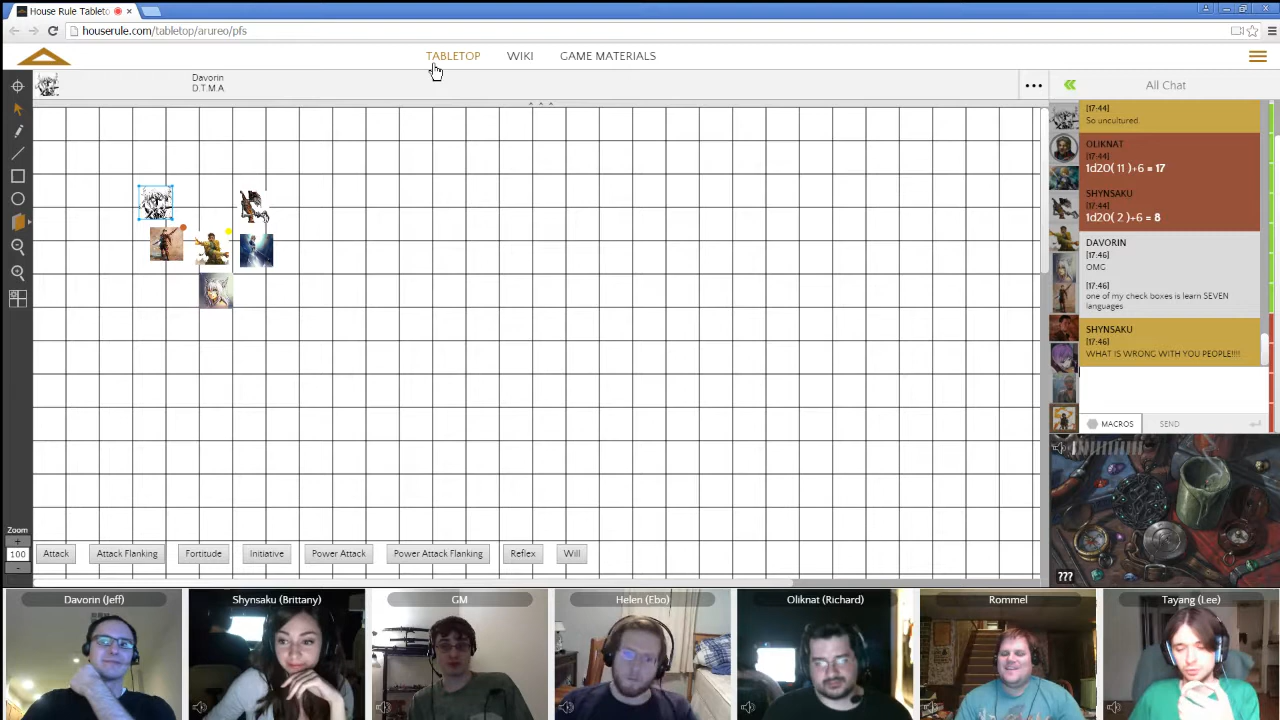 House Rule Tableto
houserule.com/tabletop/arureo/pfs
TABLETOP
WIKI
GAME MATERIALS
Davorin
D.T.M.A
All Chat
[17:44]
So uncultured.
OLIKNAT
[17:44]
1d20( 11 )+6 = 17
SHYNSAKU
[17:44]
1d20( 2 )+6 = 8
DAVORIN
[17:46]
OMG
[17:46]
one of my check boxes is learn SEVEN
languages
SHYNSAKU
[17:46]
WHAT IS WRONG WITH YOU PEOPLE!!!!
MACROS
SEND
Zoom
+
100
-
Attack
Attack Flanking
Fortitude
Initiative
Power Attack
Power Attack Flanking
Reflex
Will
???
Davorin (Jeff)
Shynsaku (Brittany)
GM
Helen (Ebo)
Oliknat (Richard)
Rommel
Tayang (Lee)